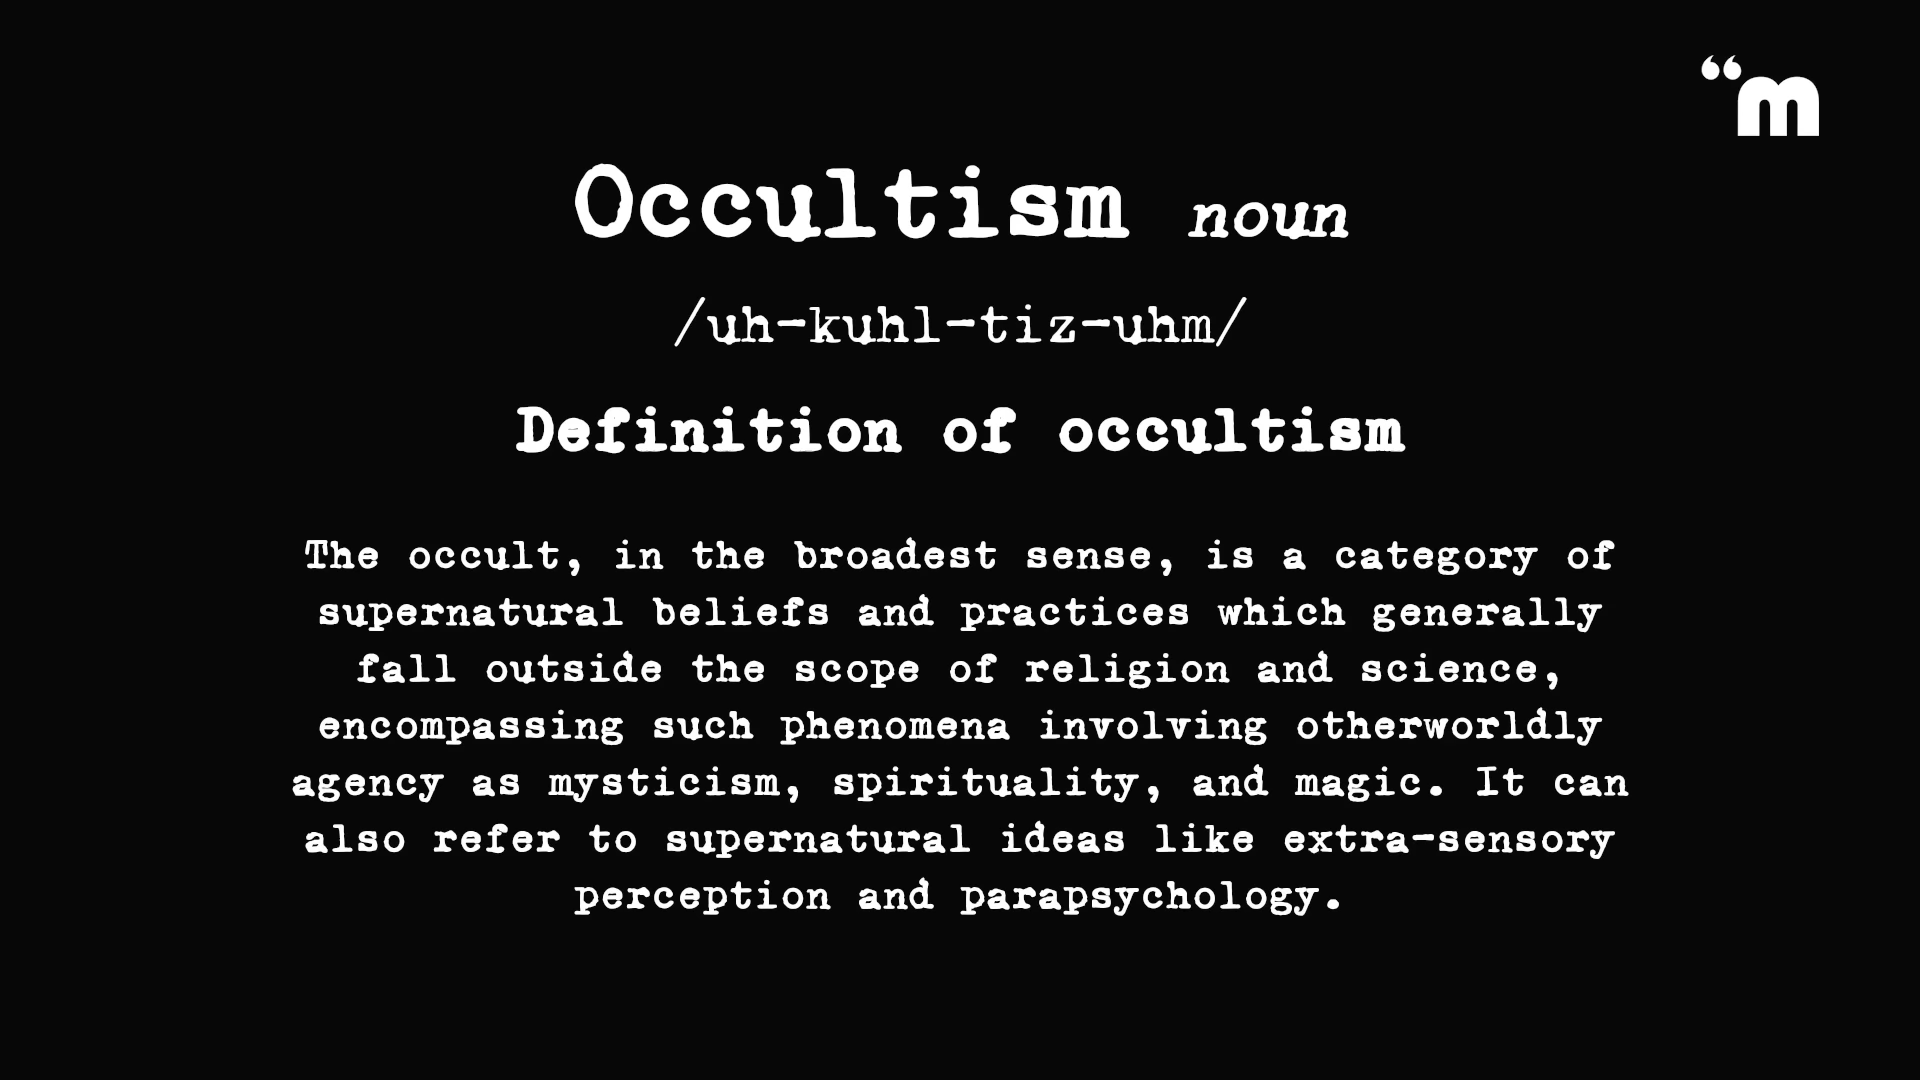 “m
Occultism noun
/uh-kuhl-tiz-uhm/
Definition of occultism
The occult, in the broadest sense, is a category of
supernatural beliefs and practices which generally
fall outside the scope of religion and science,
encompassing such phenomena involving otherworldly
agency as mysticism, spirituality, and magic. It can
also refer to supernatural ideas like extra-sensory
perception and parapsychology.